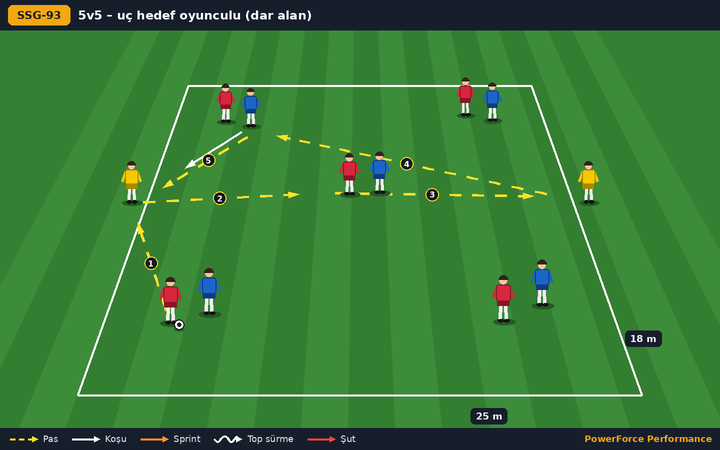 SSG-93 5v5 – uç hedef oyunculu (dar alan)
5
4
2
3
1
18 m
25 m
Pas Koşu Sprint Top sürme Şut PowerForce Performance